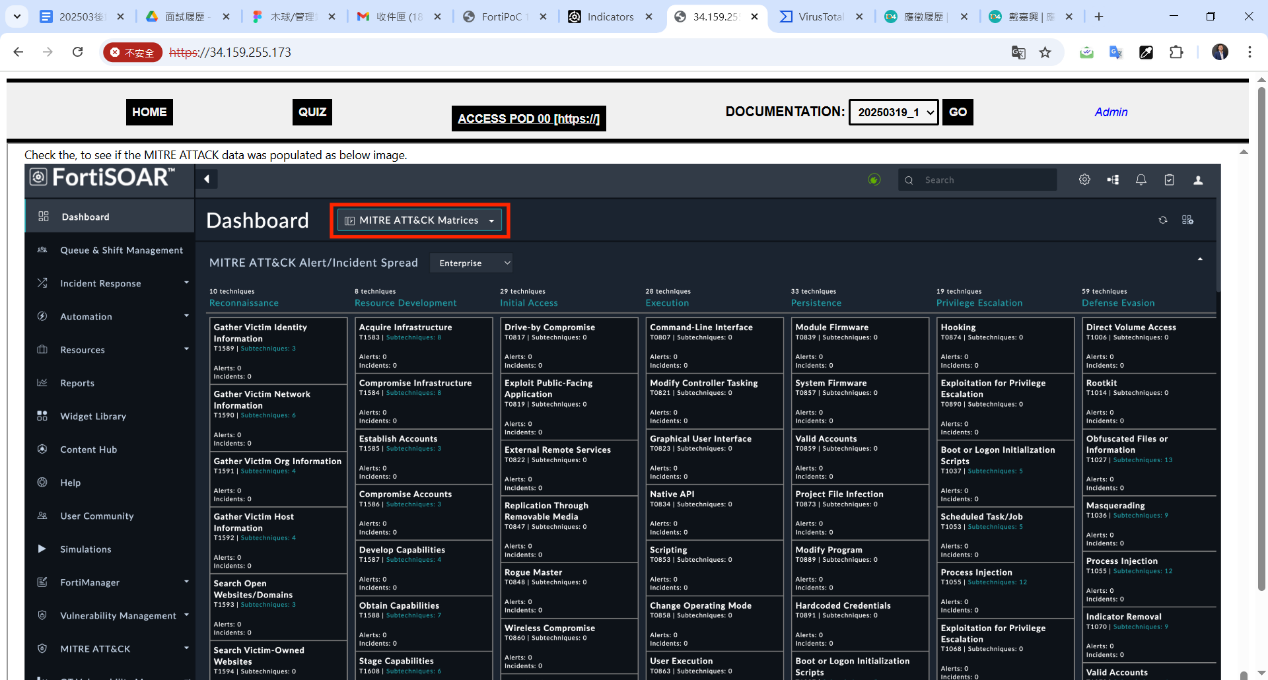 202503後
面試履歷 -
木球/管理
收件匣 (18
FortiPoC 1
Indicators
34.159.255
VirusTotal
應徵履歷 |
戴嘉興 |
不安全 https://34.159.255.173
HOME
QUIZ
ACCESS POD 00 [https://]
DOCUMENTATION: 20250319_1 GO
Admin
Check the, to see if the MITRE ATTACK data was populated as below image.
FortiSOAR™
Search
Dashboard
Queue & Shift Management
Incident Response
Automation
Resources
Reports
Widget Library
Content Hub
Help
User Community
Simulations
FortiManager
Vulnerability Management
MITRE ATT&CK
Dashboard MITRE ATT&CK Matrices
MITRE ATT&CK Alert/Incident Spread Enterprise
10 techniques
Reconnaissance
Gather Victim Identity
Information
T1589 | Subtechniques: 3
Alerts: 0
Incidents: 0
Gather Victim Network
Information
T1590 | Subtechniques: 6
Alerts: 0
Incidents: 0
Gather Victim Org Information
T1591 | Subtechniques: 4
Alerts: 0
Incidents: 0
Gather Victim Host
Information
T1592 | Subtechniques: 4
Alerts: 0
Incidents: 0
Search Open
Websites/Domains
T1593 | Subtechniques: 3
Alerts: 0
Incidents: 0
Search Victim-Owned
Websites
T1594 | Subtechniques: 0
8 techniques
Resource Development
Acquire Infrastructure
T1583 | Subtechniques: 8
Alerts: 0
Incidents: 0
Compromise Infrastructure
T1584 | Subtechniques: 8
Alerts: 0
Incidents: 0
Establish Accounts
T1585 | Subtechniques: 3
Alerts: 0
Incidents: 0
Compromise Accounts
T1586 | Subtechniques: 3
Alerts: 0
Incidents: 0
Develop Capabilities
T1587 | Subtechniques: 4
Alerts: 0
Incidents: 0
Obtain Capabilities
T1588 | Subtechniques: 7
Alerts: 0
Incidents: 0
Stage Capabilities
T1608 | Subtechniques: 6
29 techniques
Initial Access
Drive-by Compromise
T0817 | Subtechniques: 0
Alerts: 0
Incidents: 0
Exploit Public-Facing
Application
T0819 | Subtechniques: 0
Alerts: 0
Incidents: 0
External Remote Services
T0822 | Subtechniques: 0
Alerts: 0
Incidents: 0
Replication Through
Removable Media
T0847 | Subtechniques: 0
Alerts: 0
Incidents: 0
Rogue Master
T0848 | Subtechniques: 0
Alerts: 0
Incidents: 0
Wireless Compromise
T0860 | Subtechniques: 0
Alerts: 0
Incidents: 0
28 techniques
Execution
Command-Line Interface
T0807 | Subtechniques: 0
Alerts: 0
Incidents: 0
Modify Controller Tasking
T0821 | Subtechniques: 0
Alerts: 0
Incidents: 0
Graphical User Interface
T0823 | Subtechniques: 0
Alerts: 0
Incidents: 0
Native API
T0834 | Subtechniques: 0
Alerts: 0
Incidents: 0
Scripting
T0853 | Subtechniques: 0
Alerts: 0
Incidents: 0
Change Operating Mode
T0858 | Subtechniques: 0
Alerts: 0
Incidents: 0
User Execution
T0863 | Subtechniques: 0
33 techniques
Persistence
Module Firmware
T0839 | Subtechniques: 0
Alerts: 0
Incidents: 0
System Firmware
T0857 | Subtechniques: 0
Alerts: 0
Incidents: 0
Valid Accounts
T0859 | Subtechniques: 0
Alerts: 0
Incidents: 0
Project File Infection
T0873 | Subtechniques: 0
Alerts: 0
Incidents: 0
Modify Program
T0889 | Subtechniques: 0
Alerts: 0
Incidents: 0
Hardcoded Credentials
T0891 | Subtechniques: 0
Alerts: 0
Incidents: 0
Boot or Logon Initialization
Scripts
19 techniques
Privilege Escalation
Hooking
T0874 | Subtechniques: 0
Alerts: 0
Incidents: 0
Exploitation for Privilege
Escalation
T0890 | Subtechniques: 0
Alerts: 0
Incidents: 0
Boot or Logon Initialization
Scripts
T1037 | Subtechniques: 5
Alerts: 0
Incidents: 0
Scheduled Task/Job
T1053 | Subtechniques: 5
Alerts: 0
Incidents: 0
Process Injection
T1055 | Subtechniques: 12
Alerts: 0
Incidents: 0
Exploitation for Privilege
Escalation
T1068 | Subtechniques: 0
Alerts: 0
59 techniques
Defense Evasion
Direct Volume Access
T1006 | Subtechniques: 0
Alerts: 0
Incidents: 0
Rootkit
T1014 | Subtechniques: 0
Alerts: 0
Incidents: 0
Obfuscated Files or
Information
T1027 | Subtechniques: 13
Alerts: 0
Incidents: 0
Masquerading
T1036 | Subtechniques: 9
Alerts: 0
Incidents: 0
Process Injection
T1055 | Subtechniques: 12
Alerts: 0
Incidents: 0
Indicator Removal
T1070 | Subtechniques: 9
Alerts: 0
Incidents: 0
Valid Accounts